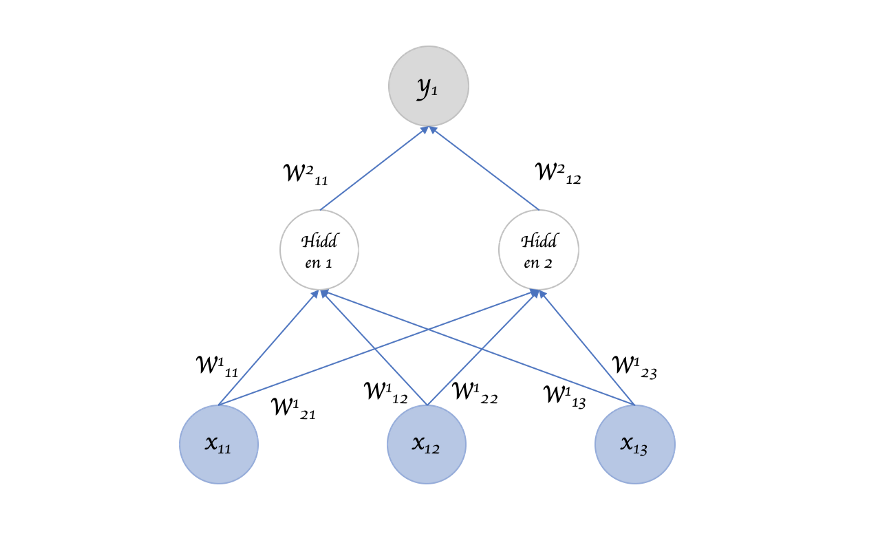 y₁
W²₁₁
W²₁₂
Hidd
en 1
Hidd
en 2
W¹₁₁
W¹₂₁
W¹₁₂
W¹₂₂
W¹₁₃
W¹₂₃
x₁₁
x₁₂
x₁₃